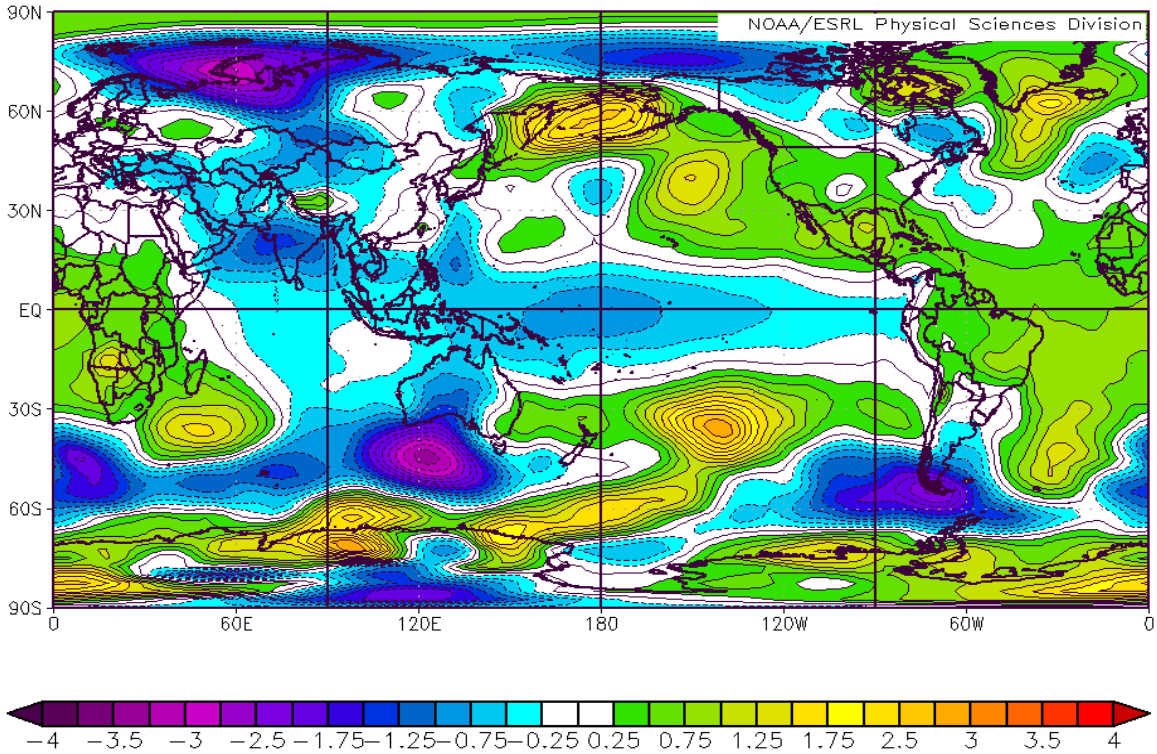 NOAA/ESRL Physical Sciences Division
90N
60N
30N
EQ
30S
60S
90S
0 60E 120E 180 120W 60W 0
-4 -3.5 -3 -2.5 -1.75 -1.25 -0.75 -0.25 0.25 0.75 1.25 1.75 2.5 3 3.5 4